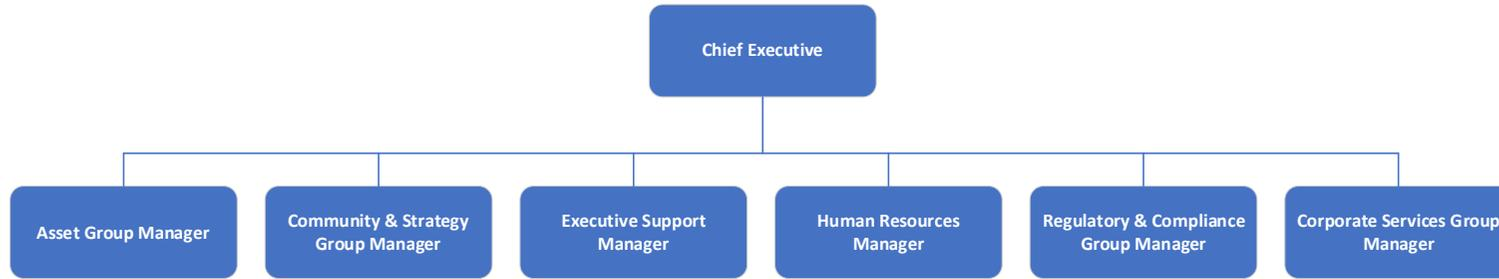 Chief Executive
Asset Group Manager
Community & Strategy
Group Manager
Executive Support
Manager
Human Resources
Manager
Regulatory & Compliance
Group Manager
Corporate Services Group
Manager